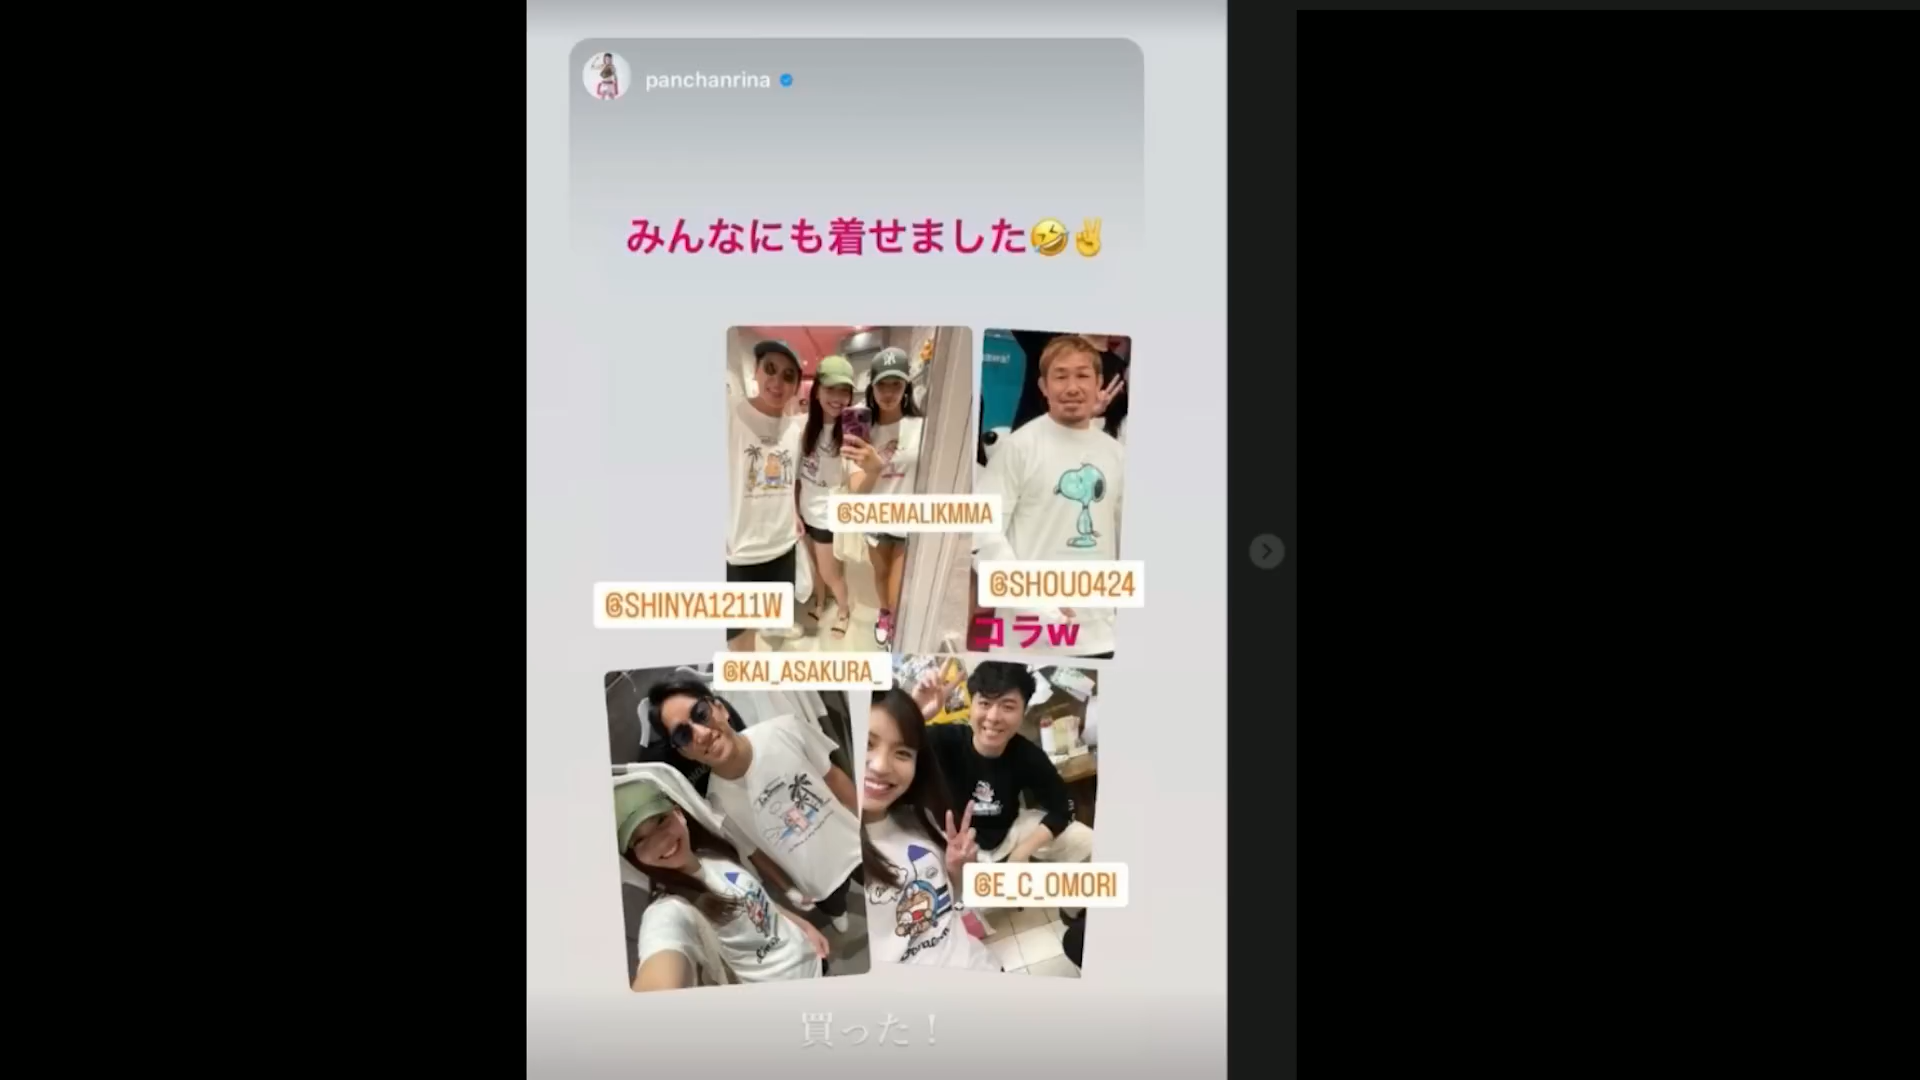 panchanrina
みんなにも着せました🤣✌️
@SAEMALIKMMA
@SHOU0424
@SHINYA1211W
コラw
@KAI_ASAKURA_
@E_C_OMORI
買った！